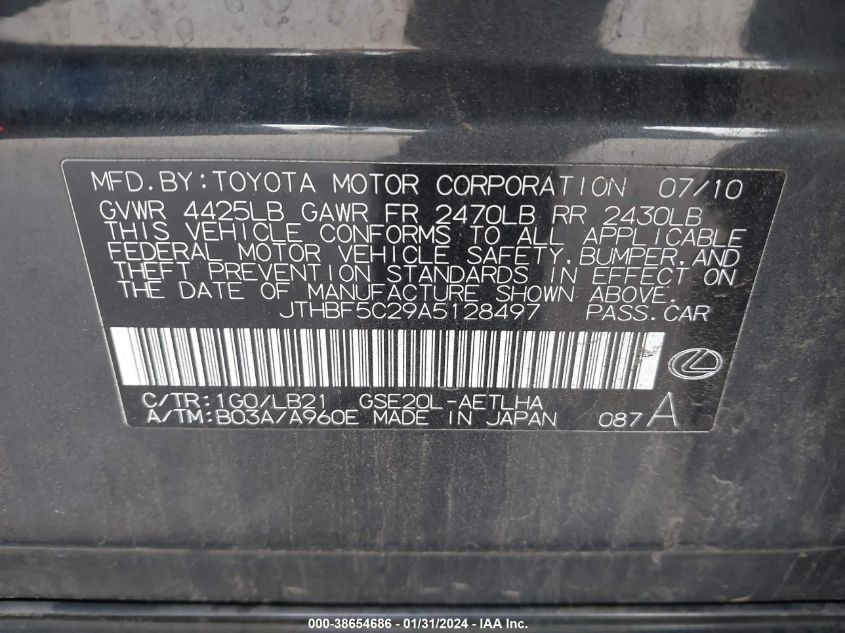 MFD.BY:TOYOTA MOTOR CORPORATION 07/10
GVWR 4425LB GAWR FR 2470LB RR 2430LB
THIS VEHICLE CONFORMS TO ALL APPLICABLE
FEDERAL MOTOR VEHICLE SAFETY,BUMPER,AND
THEFT PREVENTION STANDARDS IN EFFECT ON
THE DATE OF MANUFACTURE SHOWN ABOVE.
JTHBF5C29A5128497 PASS.CAR
C/TR:1G0/LB21 GSE20L-AETLHA
A/TM:B03A/A960E MADE IN JAPAN 087A
000-38654686 - 01/31/2024 - IAA Inc.